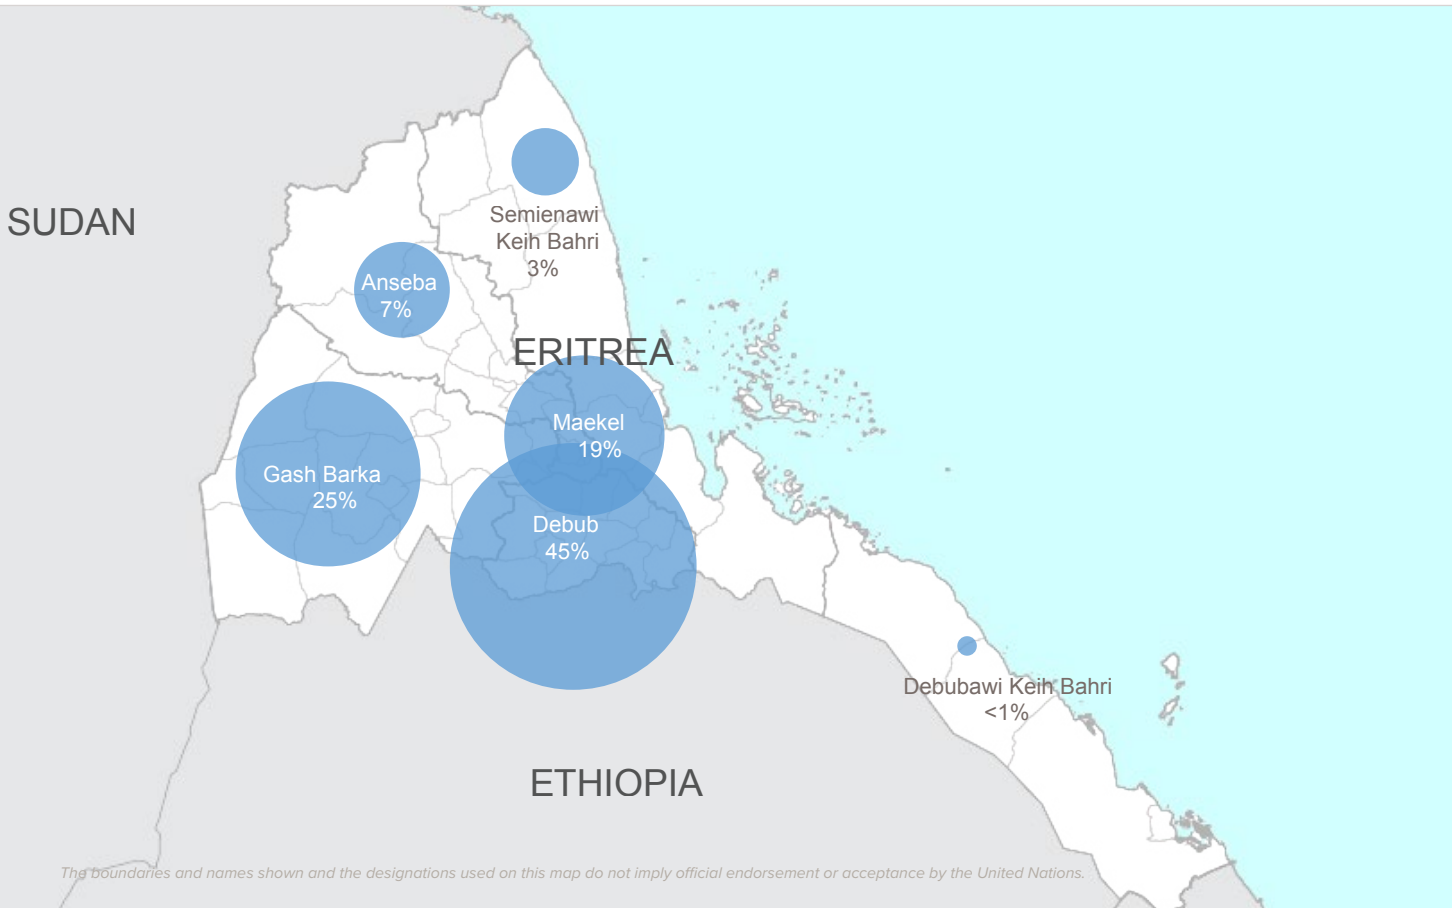 SUDAN
Semienawi
Keih Bahri
3%
Anseba
7%
ERITREA
Maekel
19%
Gash Barka
25%
Debub
45%
Debubawi Keih Bahri
<1%
ETHIOPIA
The boundaries and names shown and the designations used on this map do not imply official endorsement or acceptance by the United Nations.